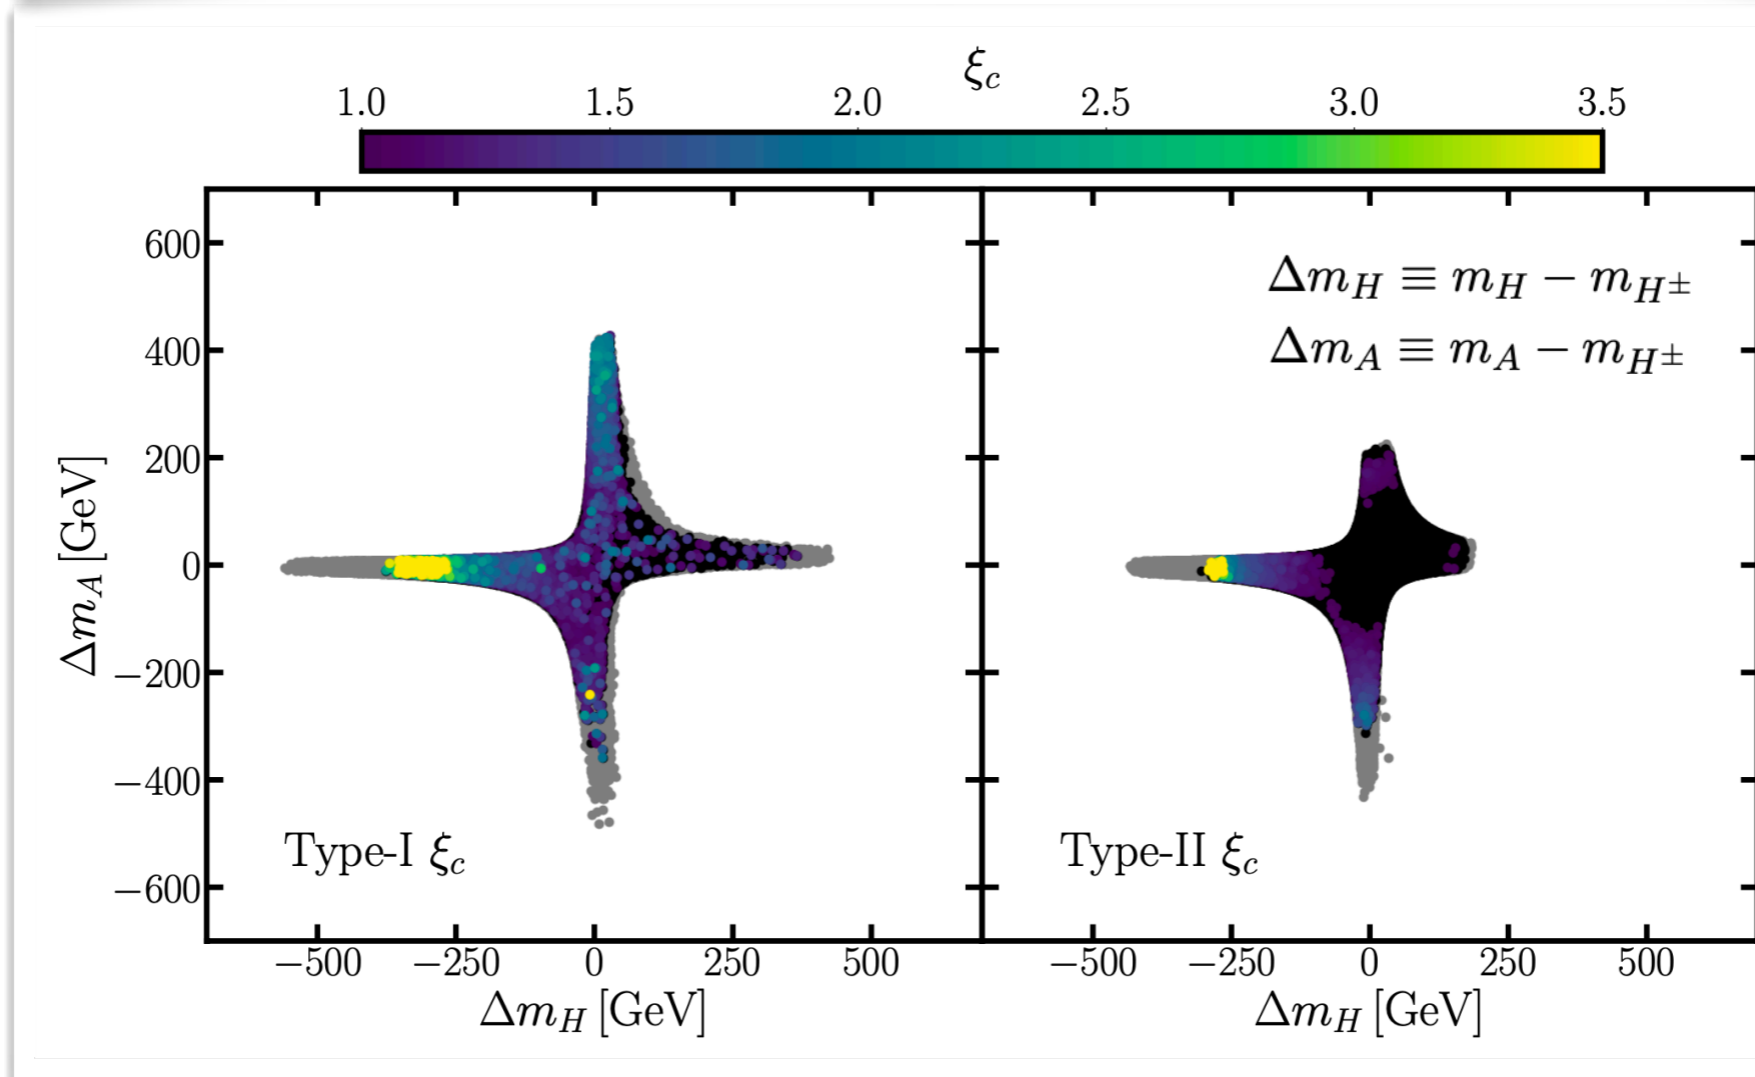 ξc
1.0 1.5 2.0 2.5 3.0 3.5
ΔmA [GeV]
600
400
200
0
−200
−400
−600
ΔmH ≡ mH − mH±
ΔmA ≡ mA − mH±
Type-I ξc
Type-II ξc
−500 −250 0 250 500
−500 −250 0 250 500
ΔmH [GeV]
ΔmH [GeV]